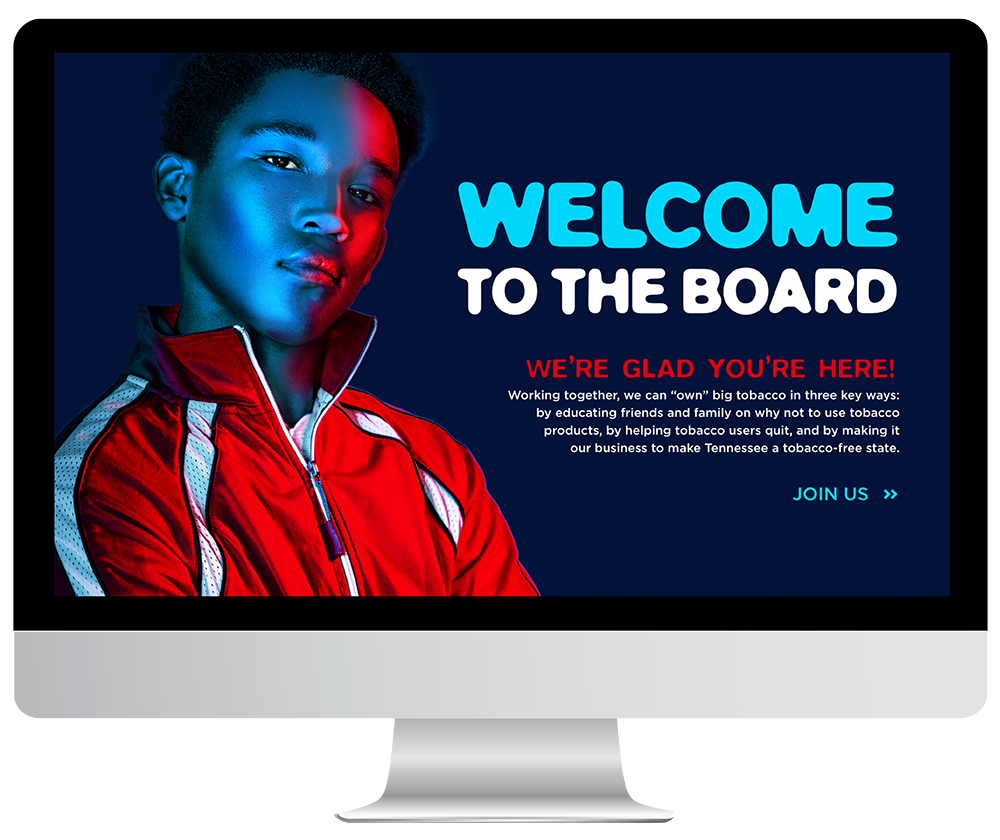 WELCOME
TO THE BOARD
WE'RE GLAD YOU'RE HERE!
Working together, we can “own” big tobacco in three key ways:
by educating friends and family on why not to use tobacco
products, by helping tobacco users quit, and by making it
our business to make Tennessee a tobacco-free state.
JOIN US »